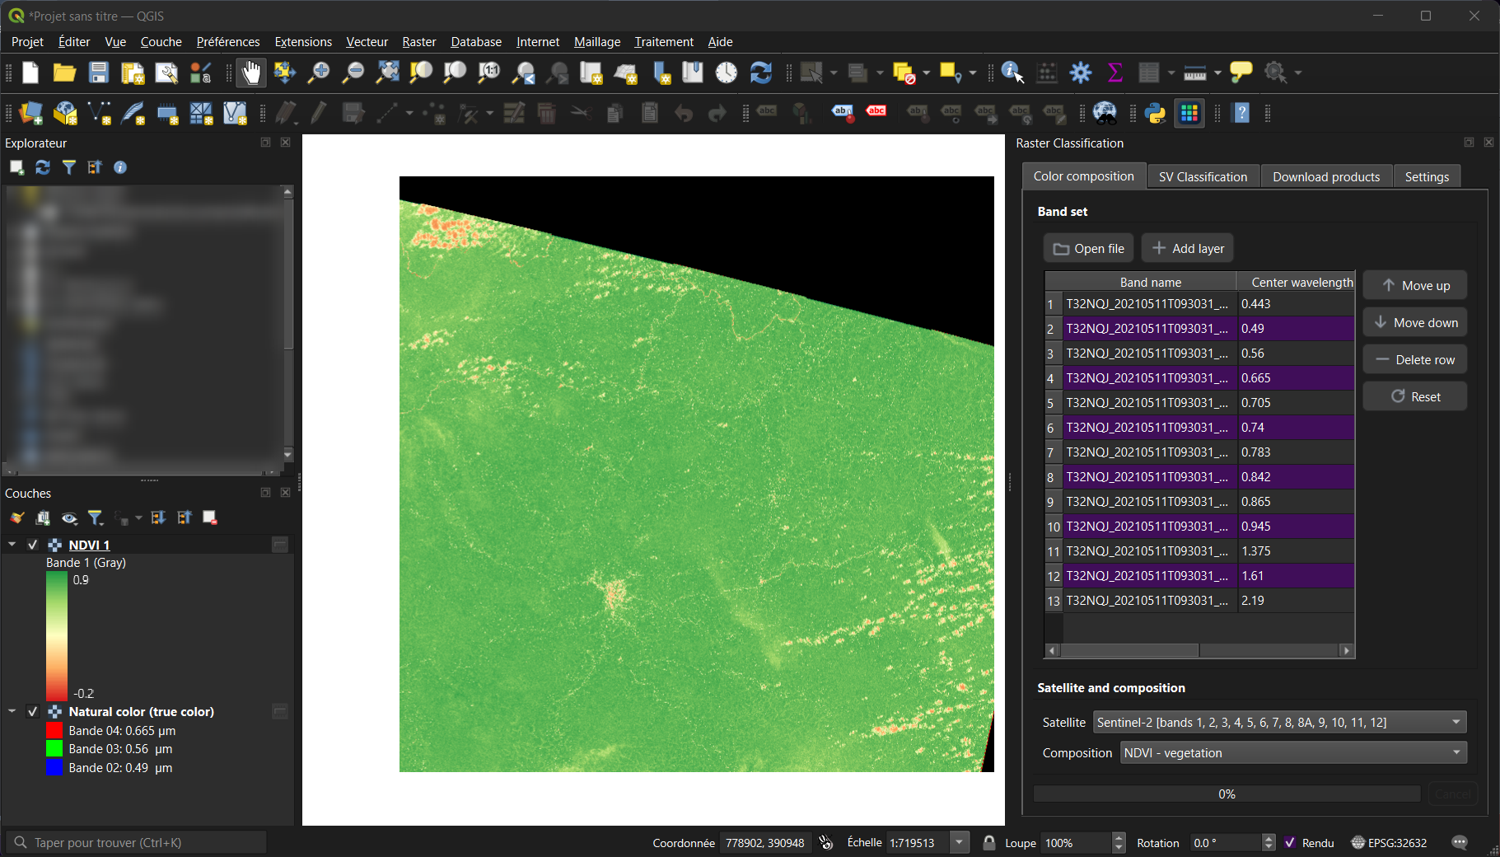 *Projet sans titre — QGIS
Projet Éditer Vue Couche Préférences Extensions Vecteur Raster Database Internet Maillage Traitement Aide
Explorateur
Couches
NDVI 1
Bande 1 (Gray)
0.9
-0.2
Natural color (true color)
Bande 04: 0.665 µm
Bande 03: 0.56 µm
Bande 02: 0.49 µm
Raster Classification
Color composition SV Classification Download products Settings
Band set
Open file Add layer
Band name Center wavelength
1 T32NQJ_20210511T093031_... 0.443
2 T32NQJ_20210511T093031_... 0.49
3 T32NQJ_20210511T093031_... 0.56
4 T32NQJ_20210511T093031_... 0.665
5 T32NQJ_20210511T093031_... 0.705
6 T32NQJ_20210511T093031_... 0.74
7 T32NQJ_20210511T093031_... 0.783
8 T32NQJ_20210511T093031_... 0.842
9 T32NQJ_20210511T093031_... 0.865
10 T32NQJ_20210511T093031_... 0.945
11 T32NQJ_20210511T093031_... 1.375
12 T32NQJ_20210511T093031_... 1.61
13 T32NQJ_20210511T093031_... 2.19
Move up
Move down
Delete row
Reset
Satellite and composition
Satellite Sentinel-2 [bands 1, 2, 3, 4, 5, 6, 7, 8, 8A, 9, 10, 11, 12]
Composition NDVI - vegetation
0% Cancel
Taper pour trouver (Ctrl+K) Coordonnée 778902, 390948 Échelle 1:719513 Loupe 100% Rotation 0.0 ° Rendu EPSG:32632